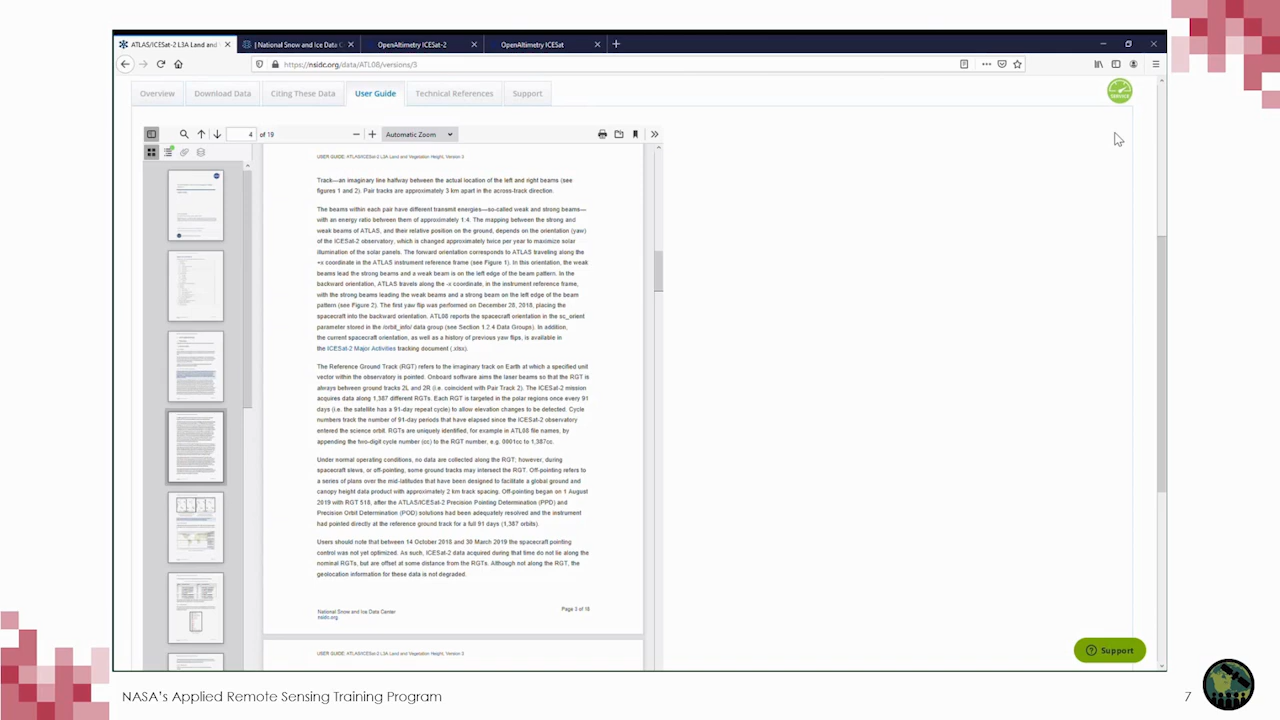 ATLAS/ICESat-2 L3A Land and
| National Snow and Ice Data C
OpenAltimetry ICESat-2
OpenAltimetry ICESat
https://nsidc.org/data/ATL08/versions/3
Overview
Download Data
Citing These Data
User Guide
Technical References
Support
SERVICE
4
of 19
Automatic Zoom
USER GUIDE: ATLAS/ICESat-2 L3A Land and Vegetation Height, Version 3
Track—an imaginary line halfway between the actual location of the left and right beams (see
figures 1 and 2). Pair tracks are approximately 3 km apart in the across-track direction.
The beams within each pair have different transmit energies—so-called weak and strong beams—
with an energy ratio between them of approximately 1:4. The mapping between the strong and
weak beams of ATLAS, and their relative position on the ground, depends on the orientation (yaw)
of the ICESat-2 observatory, which is changed approximately twice per year to maximize solar
illumination of the solar panels. The forward orientation corresponds to ATLAS traveling along the
+x coordinate in the ATLAS instrument reference frame (see Figure 1). In this orientation, the weak
beams lead the strong beams and a weak beam is on the left edge of the beam pattern. In the
backward orientation, ATLAS travels along the -x coordinate, in the instrument reference frame,
with the strong beams leading the weak beams and a strong beam on the left edge of the beam
pattern (see Figure 2). The first yaw flip was performed on December 28, 2018, placing the
spacecraft into the backward orientation. ATL08 reports the spacecraft orientation in the sc_orient
parameter stored in the /orbit_info/ data group (see Section 1.2.4 Data Groups). In addition,
the current spacecraft orientation, as well as a history of previous yaw flips, is available in
the ICESat-2 Major Activities tracking document (.xlsx).
The Reference Ground Track (RGT) refers to the imaginary track on Earth at which a specified unit
vector within the observatory is pointed. Onboard software aims the laser beams so that the RGT is
always between ground tracks 2L and 2R (i.e. coincident with Pair Track 2). The ICESat-2 mission
acquires data along 1,387 different RGTs. Each RGT is targeted in the polar regions once every 91
days (i.e. the satellite has a 91-day repeat cycle) to allow elevation changes to be detected. Cycle
numbers track the number of 91-day periods that have elapsed since the ICESat-2 observatory
entered the science orbit. RGTs are uniquely identified, for example in ATL08 file names, by
appending the two-digit cycle number (cc) to the RGT number, e.g. 0001cc to 1,387cc.
Under normal operating conditions, no data are collected along the RGT; however, during
spacecraft slews, or off-pointing, some ground tracks may intersect the RGT. Off-pointing refers to
a series of plans over the mid-latitudes that have been designed to facilitate a global ground and
canopy height data product with approximately 2 km track spacing. Off-pointing began on 1 August
2019 with RGT 518, after the ATLAS/ICESat-2 Precision Pointing Determination (PPD) and
Precision Orbit Determination (POD) solutions had been adequately resolved and the instrument
had pointed directly at the reference ground track for a full 91 days (1,387 orbits).
Users should note that between 14 October 2018 and 30 March 2019 the spacecraft pointing
control was not yet optimized. As such, ICESat-2 data acquired during that time do not lie along the
nominal RGTs, but are offset at some distance from the RGTs. Although not along the RGT, the
geolocation information for these data is not degraded.
National Snow and Ice Data Center
nsidc.org
Page 3 of 18
USER GUIDE: ATLAS/ICESat-2 L3A Land and Vegetation Height, Version 3
Support
NASA's Applied Remote Sensing Training Program
7